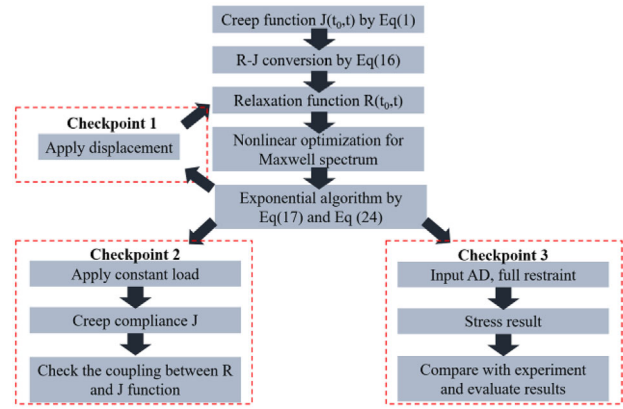 Creep function J(t0,t) by Eq(1)
R-J conversion by Eq(16)
Relaxation function R(t0,t)
Checkpoint 1
Apply displacement
Nonlinear optimization for
Maxwell spectrum
Exponential algorithm by
Eq(17) and Eq (24)
Checkpoint 2
Apply constant load
Creep compliance J
Check the coupling between R
and J function
Checkpoint 3
Input AD, full restraint
Stress result
Compare with experiment
and evaluate results